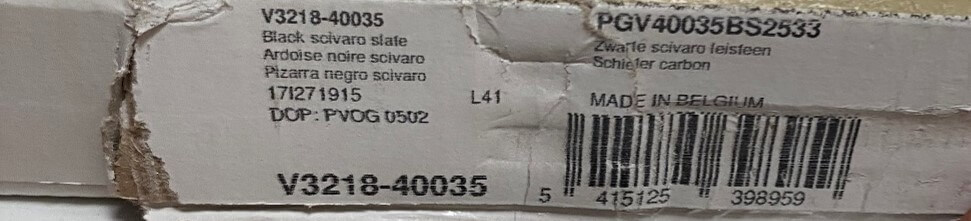 V3218-40035
Black scivaro slate
Ardoise noire scivaro
Pizarra negro scivaro
17I271915
L41
DOP: PVOG 0502
V3218-40035
PGV40035BS2533
Zwarte scivaro leisteen
Schiefer carbon
MADE IN BELGIUM
5 415125 398959